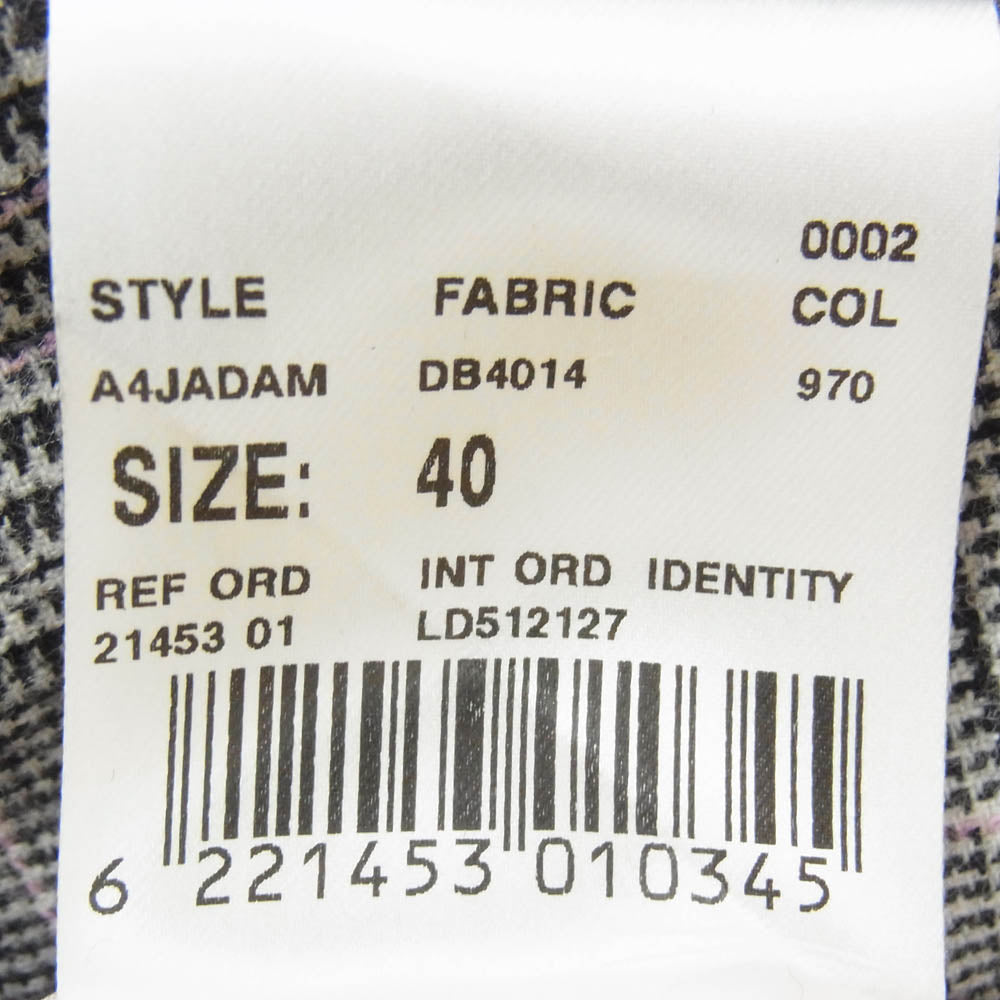 0002
STYLE FABRIC COL
A4JADAM DB4014 970
SIZE: 40
REF ORD INT ORD IDENTITY
21453 01 LD512127
6 221453 010345